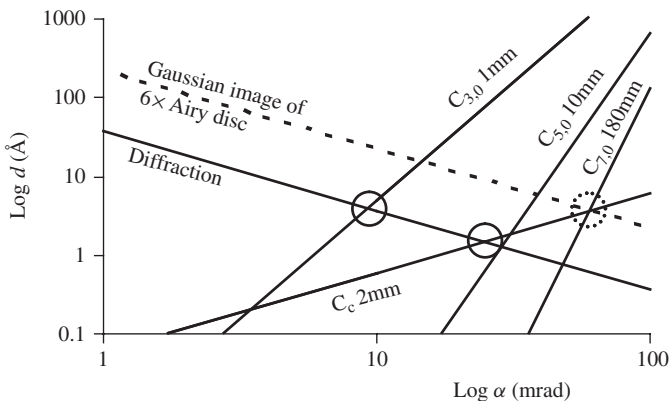 1000
100
10
1
0.1
Log d (Å)
Gaussian image of
6× Airy disc
Diffraction
C3,0 1mm
C5,0 10mm
C7,0 180mm
Cc 2mm
1
10
100
Log α (mrad)